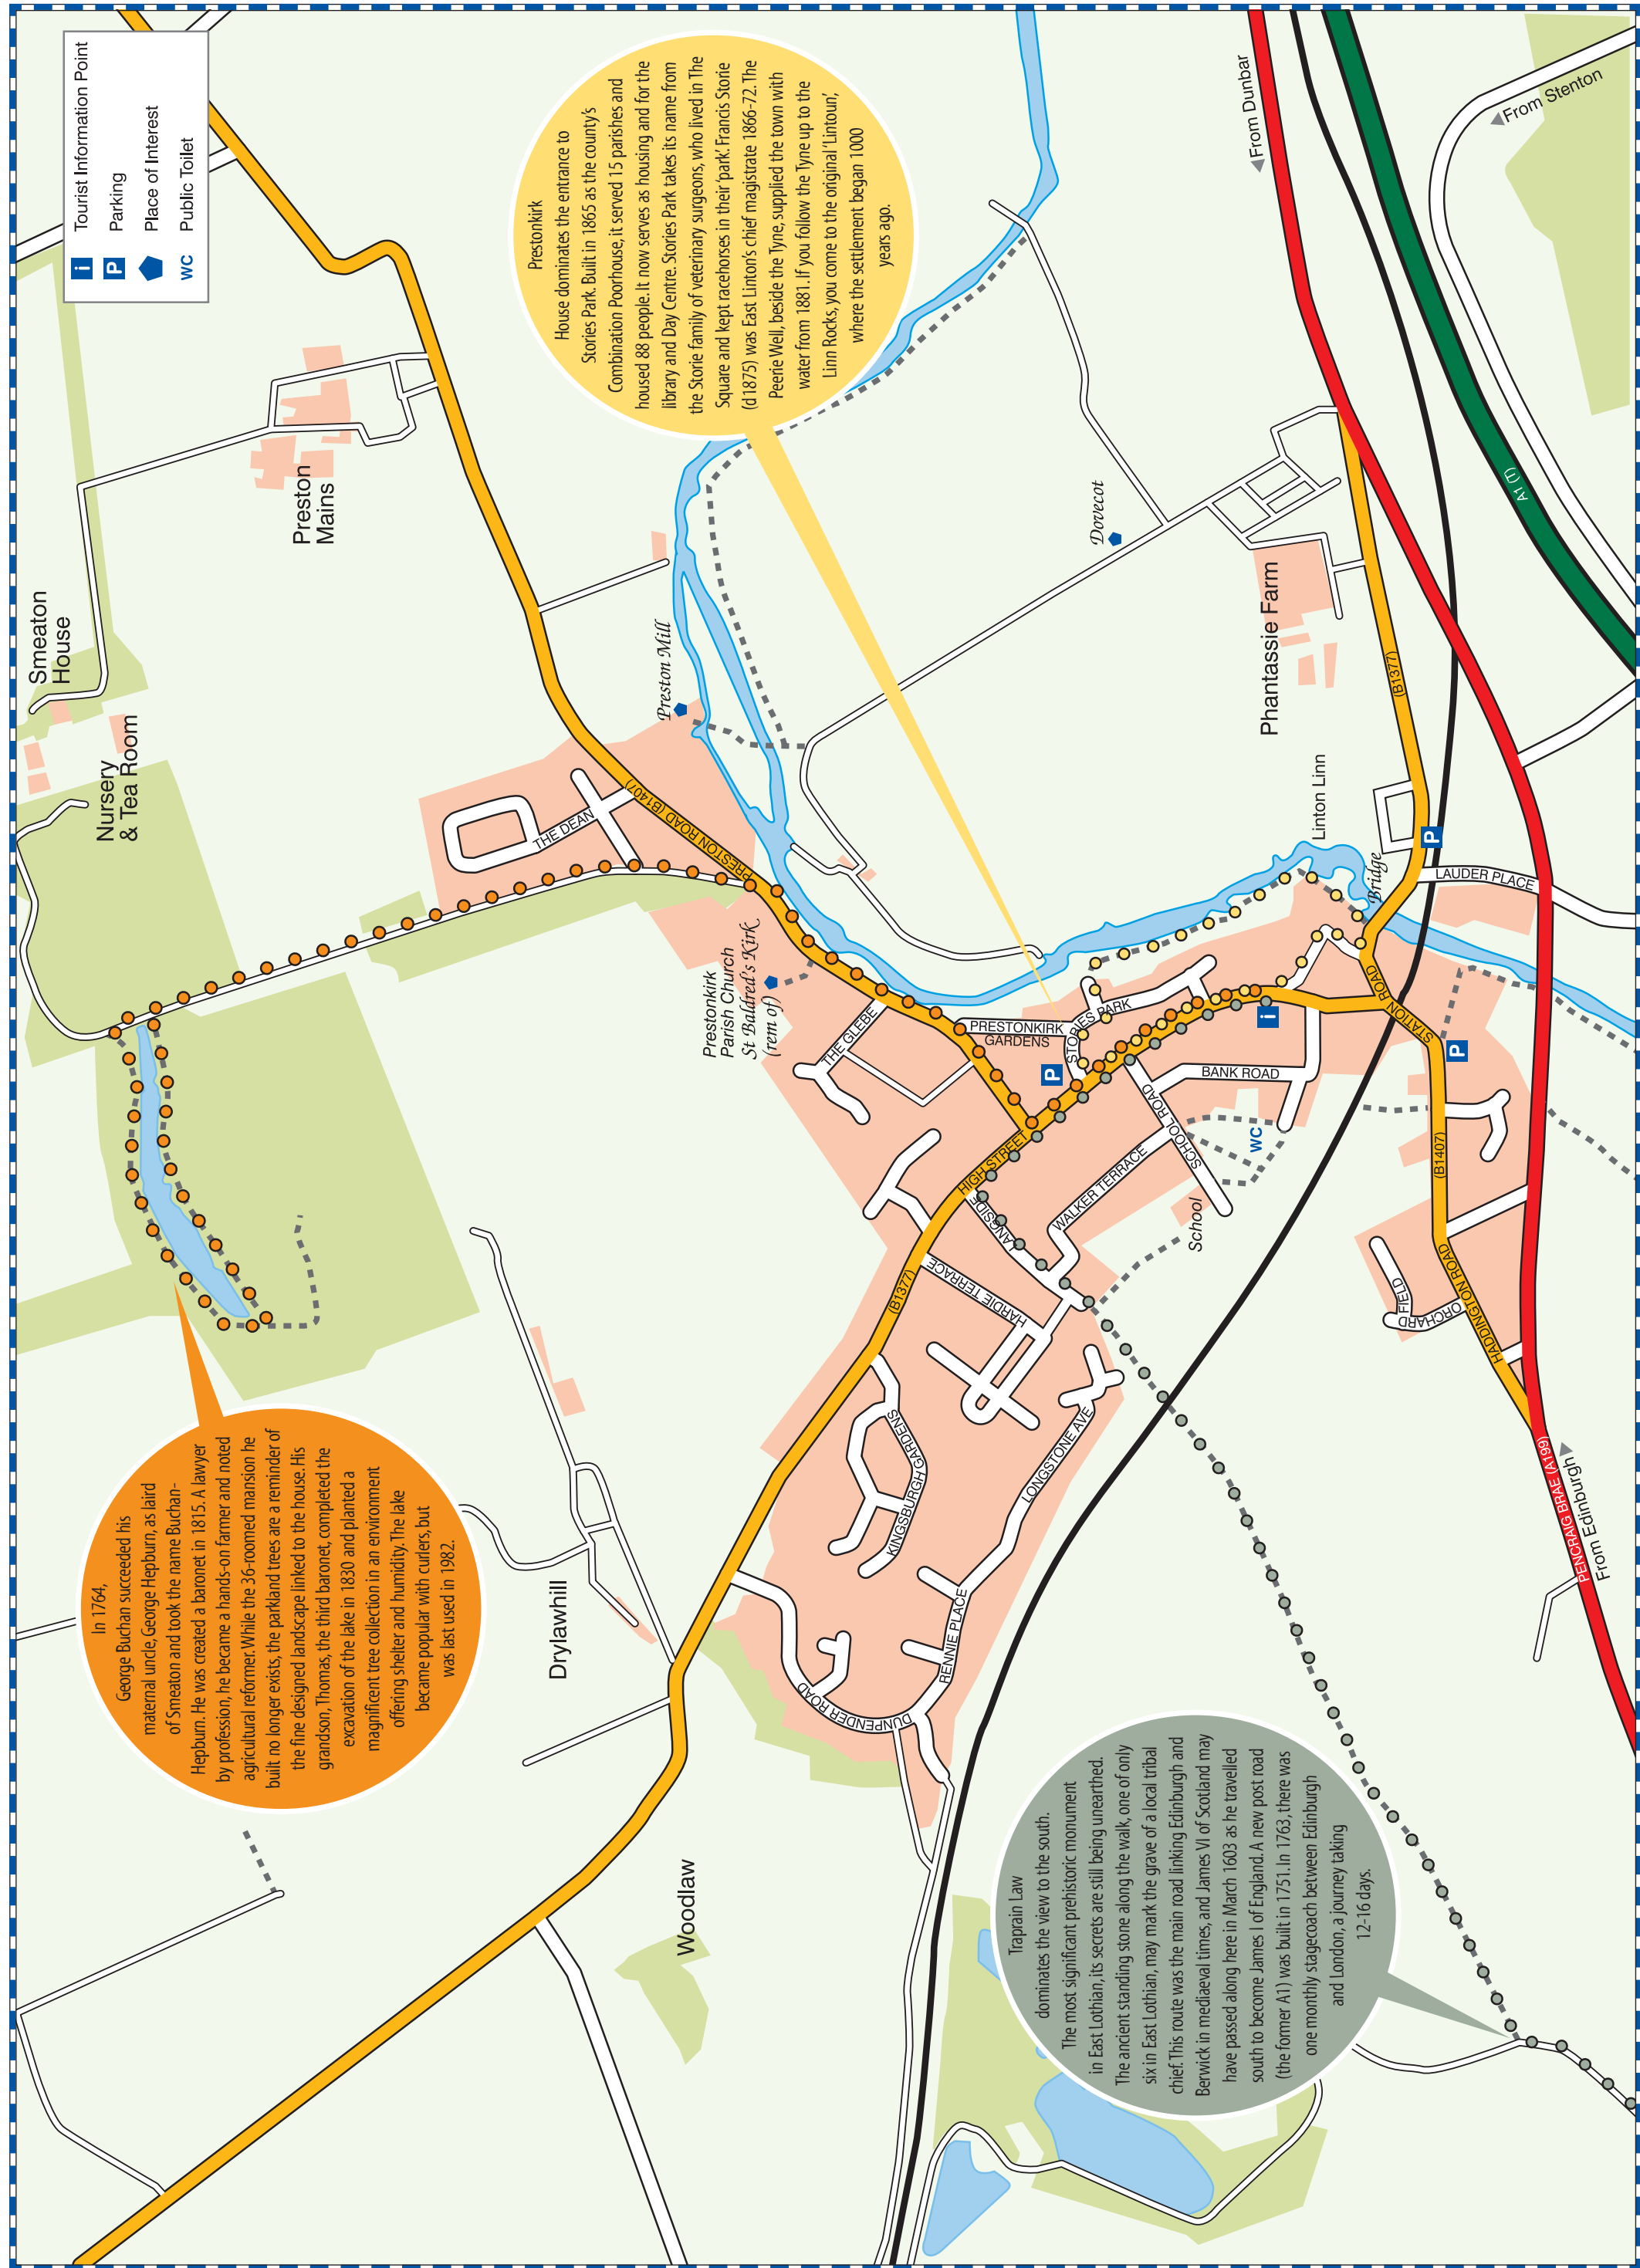 Tourist Information Point
Parking
Place of Interest
Public Toilet
i
P
WC
Smeaton
House
Nursery
& Tea Room
Preston
Mains
In 1764,
George Buchan succeeded his
maternal uncle, George Hepburn, as laird
of Smeaton and took the name Buchan-
Hepburn. He was created a baronet in 1815. A lawyer
by profession, he became a hands-on farmer and noted
agricultural reformer. While the 36-roomed mansion he
built no longer exists, the parkland trees are a reminder of
the fine designed landscape linked to the house. His
grandson, Thomas, the third baronet, completed the
excavation of the lake in 1830 and planted a
magnificent tree collection in an environment
offering shelter and humidity. The lake
became popular with curlers, but
was last used in 1982.
Prestonkirk
House dominates the entrance to
Stories Park. Built in 1865 as the county's
Combination Poorhouse, it served 15 parishes and
housed 88 people. It now serves as housing and for the
library and Day Centre. Stories Park takes its name from
the Storie family of veterinary surgeons, who lived in The
Square and kept racehorses in their 'park'. Francis Storie
(d1875) was East Linton's chief magistrate 1866-72. The
Peerie Well, beside the Tyne, supplied the town with
water from 1881. If you follow the Tyne up to the
Linn Rocks, you come to the original 'Lintoun',
where the settlement began 1000
years ago.
Drylawhill
Woodlaw
THE DEAN
PRESTON ROAD (B1407)
Preston Mill
Prestonkirk
Parish Church
St Baldred's Kirk
(rem of)
THE GLEBE
PRESTONKIRK
GARDENS
STORIES PARK
P
HIGH STREET
(B1377)
LANGSIDE
HARDIE TERRACE
WALKER TERRACE
SCHOOL ROAD
SCHOOL ROAD
BANK ROAD
i
WC
School
KINGSBURGH GARDENS
LONGSTONE AVE
RENNIE PLACE
DUNPENDER ROAD
Dovecot
Phantassie Farm
Linton Linn
Bridge
P
LAUDER PLACE
(B1377)
STATION ROAD
STATION
P
(B1407)
HADDINGTON ROAD
ORCHARD
FIELD
PENCRAIG BRAE (A199)
From Edinburgh
From Dunbar
From Stenton
A1 (T)
Traprain Law
dominates the view to the south.
The most significant prehistoric monument
in East Lothian, its secrets are still being unearthed.
The ancient standing stone along the walk, one of only
six in East Lothian, may mark the grave of a local tribal
chief. This route was the main road linking Edinburgh and
Berwick in mediaeval times, and James VI of Scotland may
have passed along here in March 1603 as he travelled
south to become James I of England. A new post road
(the former A1) was built in 1751. In 1763, there was
one monthly stagecoach between Edinburgh
and London, a journey taking
12-16 days.